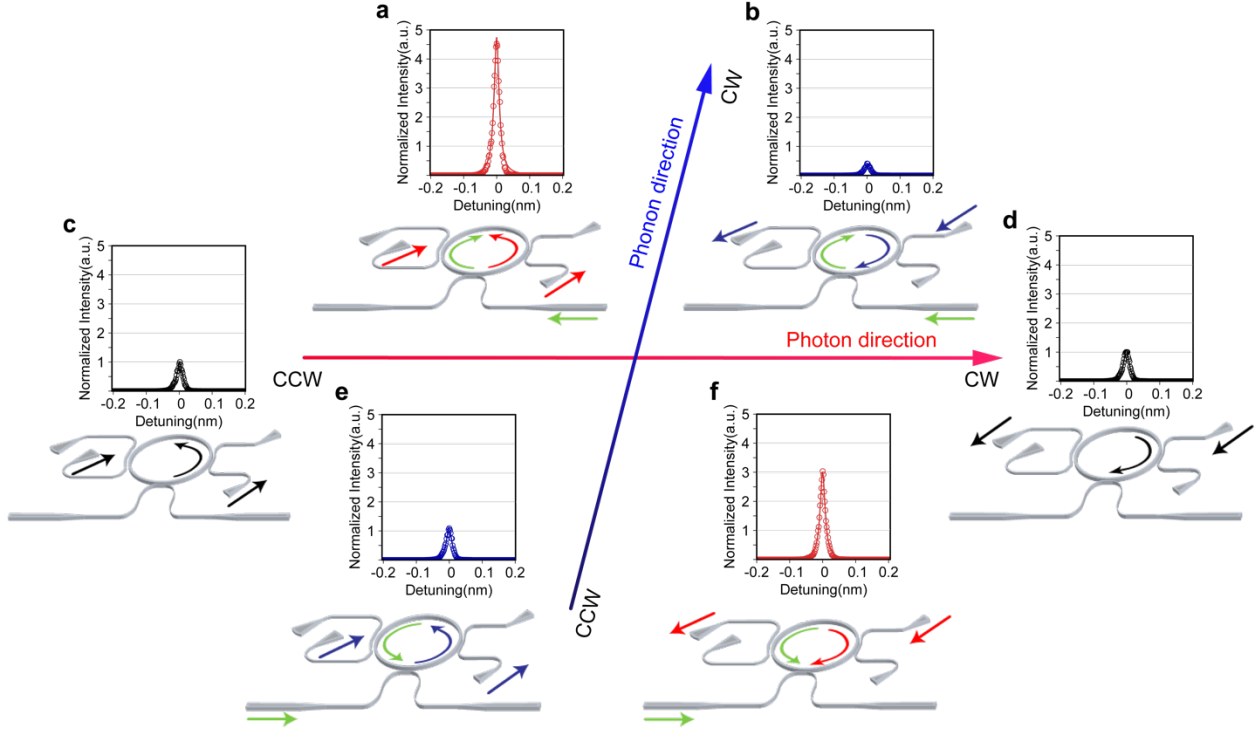 a
Normalized Intensity(a.u.)
5
4
3
2
1
-0.2 -0.1 0 0.1 0.2
Detuning(nm)
b
Normalized Intensity(a.u.)
5
4
3
2
1
-0.2 -0.1 0 0.1 0.2
Detuning(nm)
CW
Phonon direction
CCW
c
Normalized Intensity(a.u.)
5
4
3
2
1
-0.2 -0.1 0 0.1 0.2
Detuning(nm)
d
Normalized Intensity(a.u.)
5
4
3
2
1
-0.2 -0.1 0 0.1 0.2
Detuning(nm)
CCW
Photon direction
CW
e
Normalized Intensity(a.u.)
5
4
3
2
1
-0.2 -0.1 0 0.1 0.2
Detuning(nm)
f
Normalized Intensity(a.u.)
5
4
3
2
1
-0.2 -0.1 0 0.1 0.2
Detuning(nm)